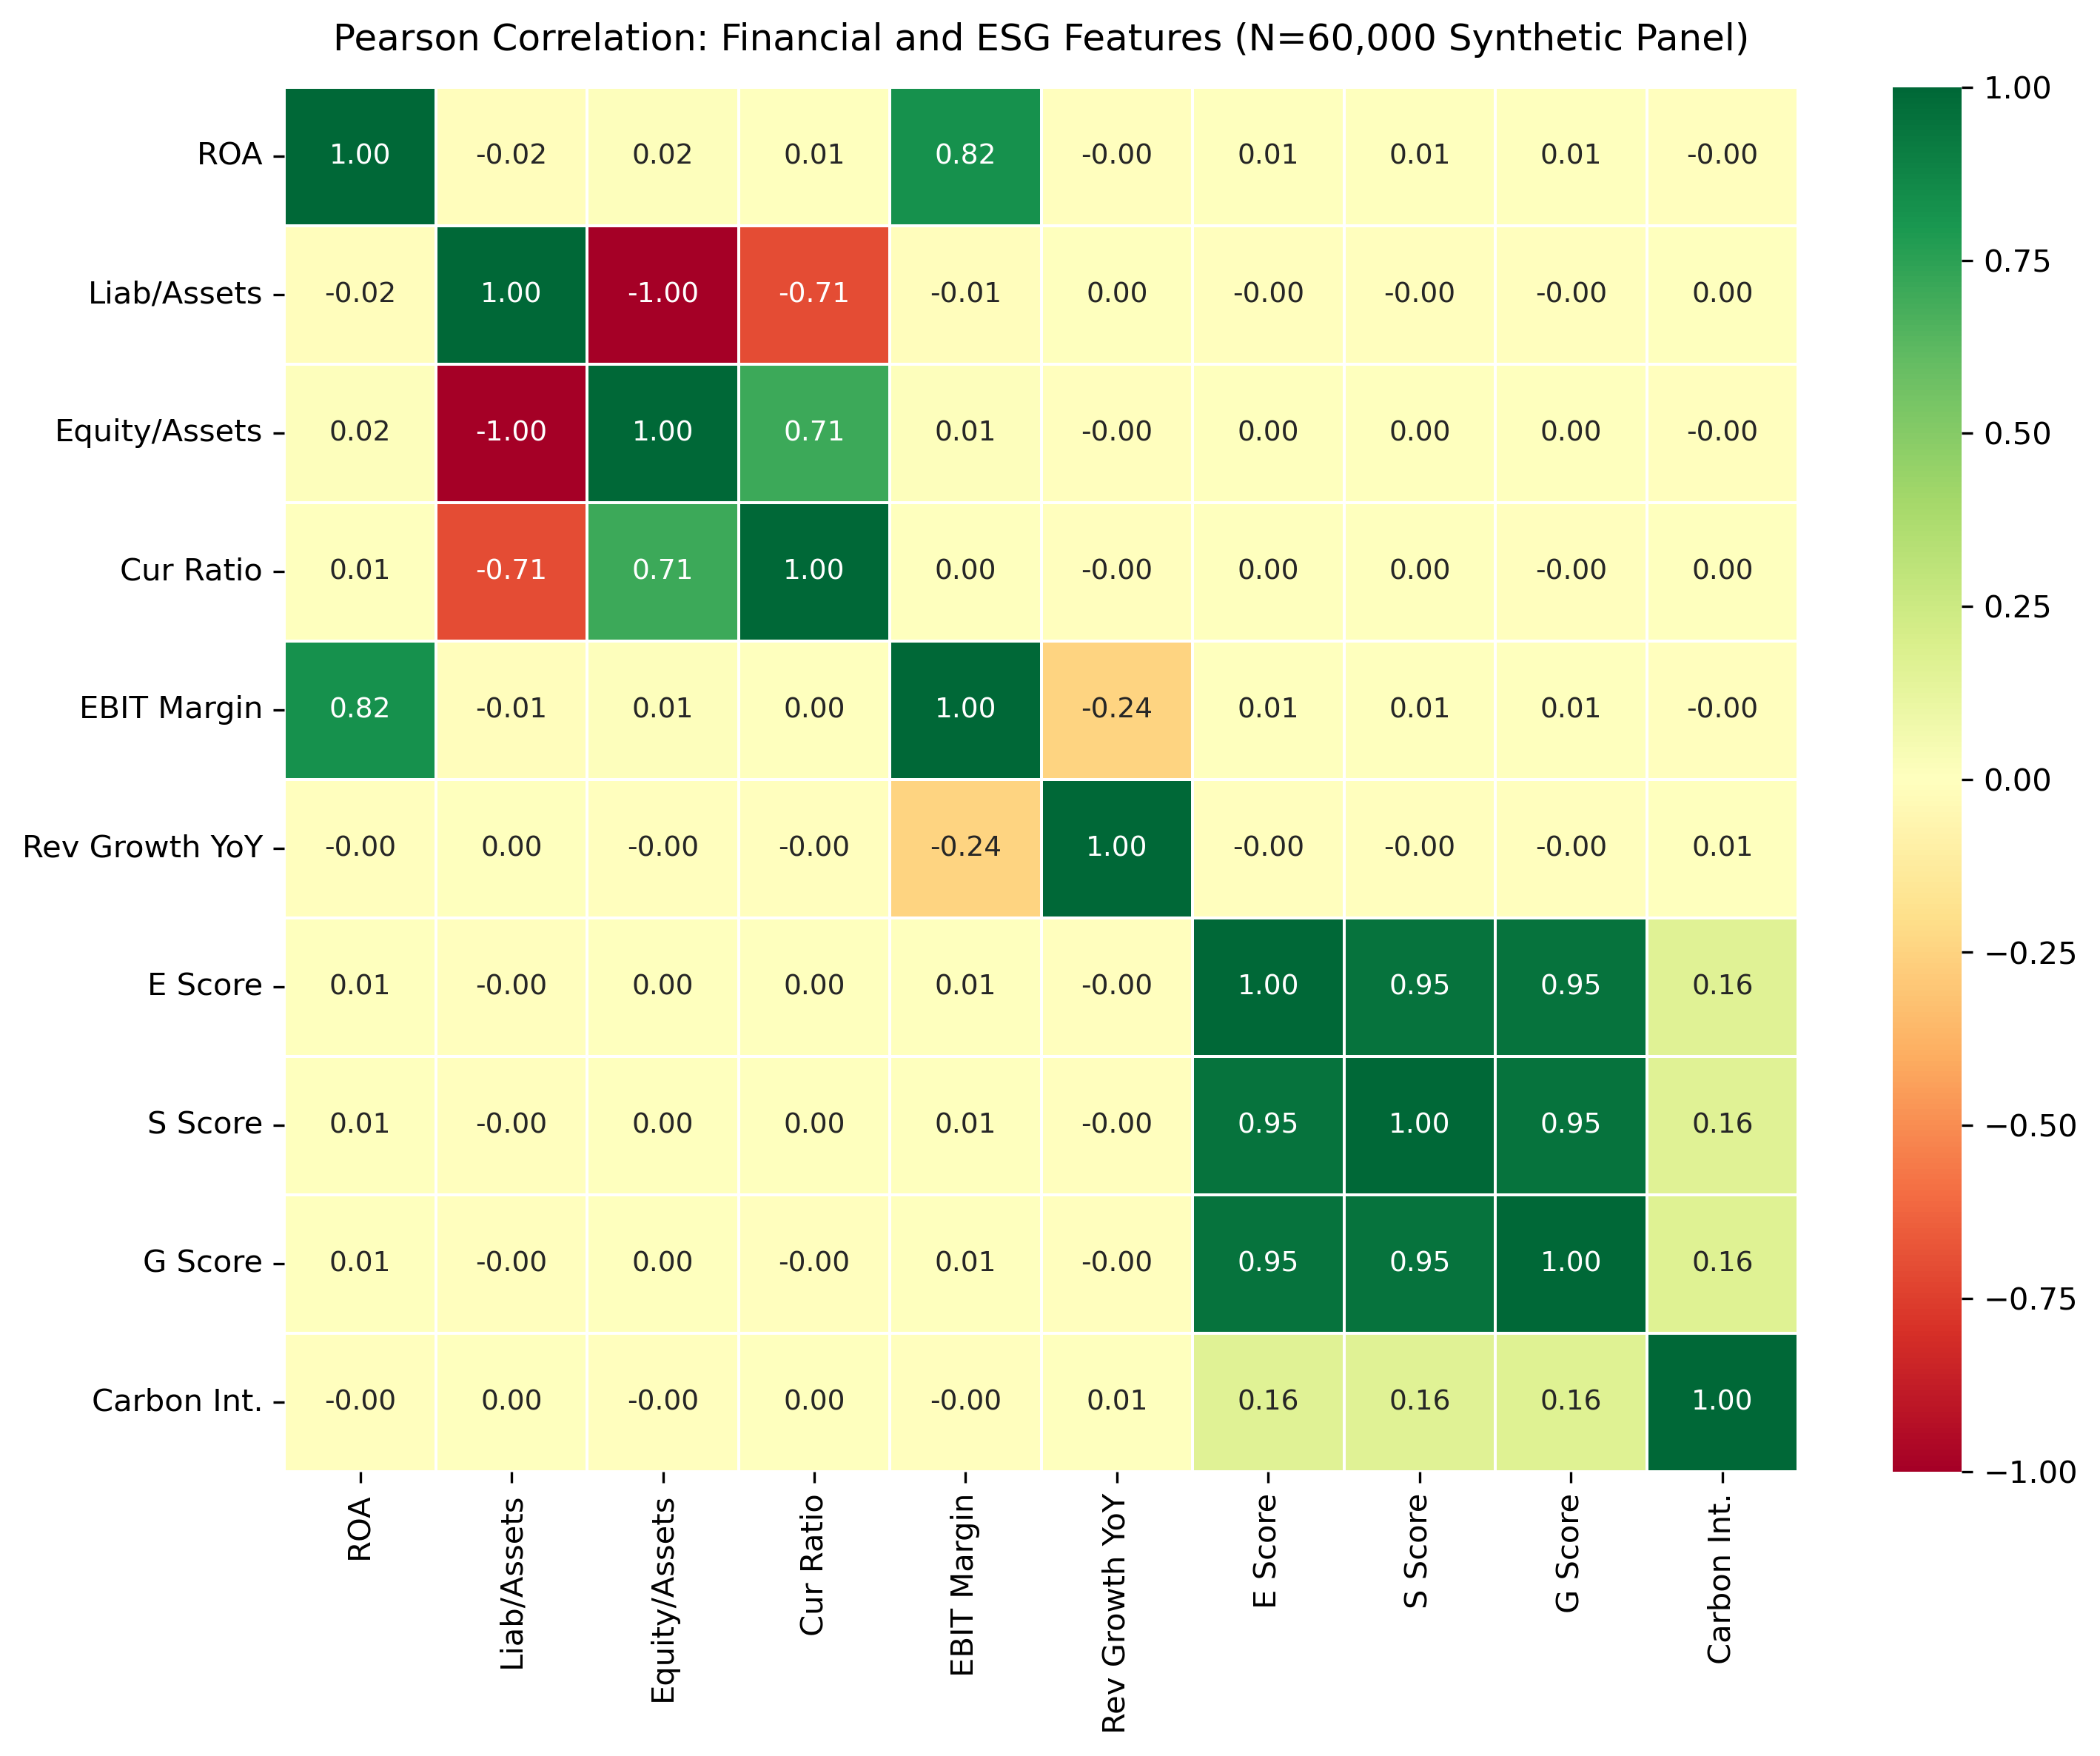 Pearson Correlation: Financial and ESG Features (N=60,000 Synthetic Panel)
ROA 1.00 -0.02 0.02 0.01 0.82 -0.00 0.01 0.01 0.01 -0.00
Liab/Assets -0.02 1.00 -1.00 -0.71 -0.01 0.00 -0.00 -0.00 -0.00 0.00
Equity/Assets 0.02 -1.00 1.00 0.71 0.01 -0.00 0.00 0.00 0.00 -0.00
Cur Ratio 0.01 -0.71 0.71 1.00 0.00 -0.00 0.00 0.00 -0.00 0.00
EBIT Margin 0.82 -0.01 0.01 0.00 1.00 -0.24 0.01 0.01 0.01 -0.00
Rev Growth YoY -0.00 0.00 -0.00 -0.00 -0.24 1.00 -0.00 -0.00 -0.00 0.01
E Score 0.01 -0.00 0.00 0.00 0.01 -0.00 1.00 0.95 0.95 0.16
S Score 0.01 -0.00 0.00 0.00 0.01 -0.00 0.95 1.00 0.95 0.16
G Score 0.01 -0.00 0.00 -0.00 0.01 -0.00 0.95 0.95 1.00 0.16
Carbon Int. -0.00 0.00 -0.00 0.00 -0.00 0.01 0.16 0.16 0.16 1.00
ROA
Liab/Assets
Equity/Assets
Cur Ratio
EBIT Margin
Rev Growth YoY
E Score
S Score
G Score
Carbon Int.
1.00
0.75
0.50
0.25
0.00
−0.25
−0.50
−0.75
−1.00